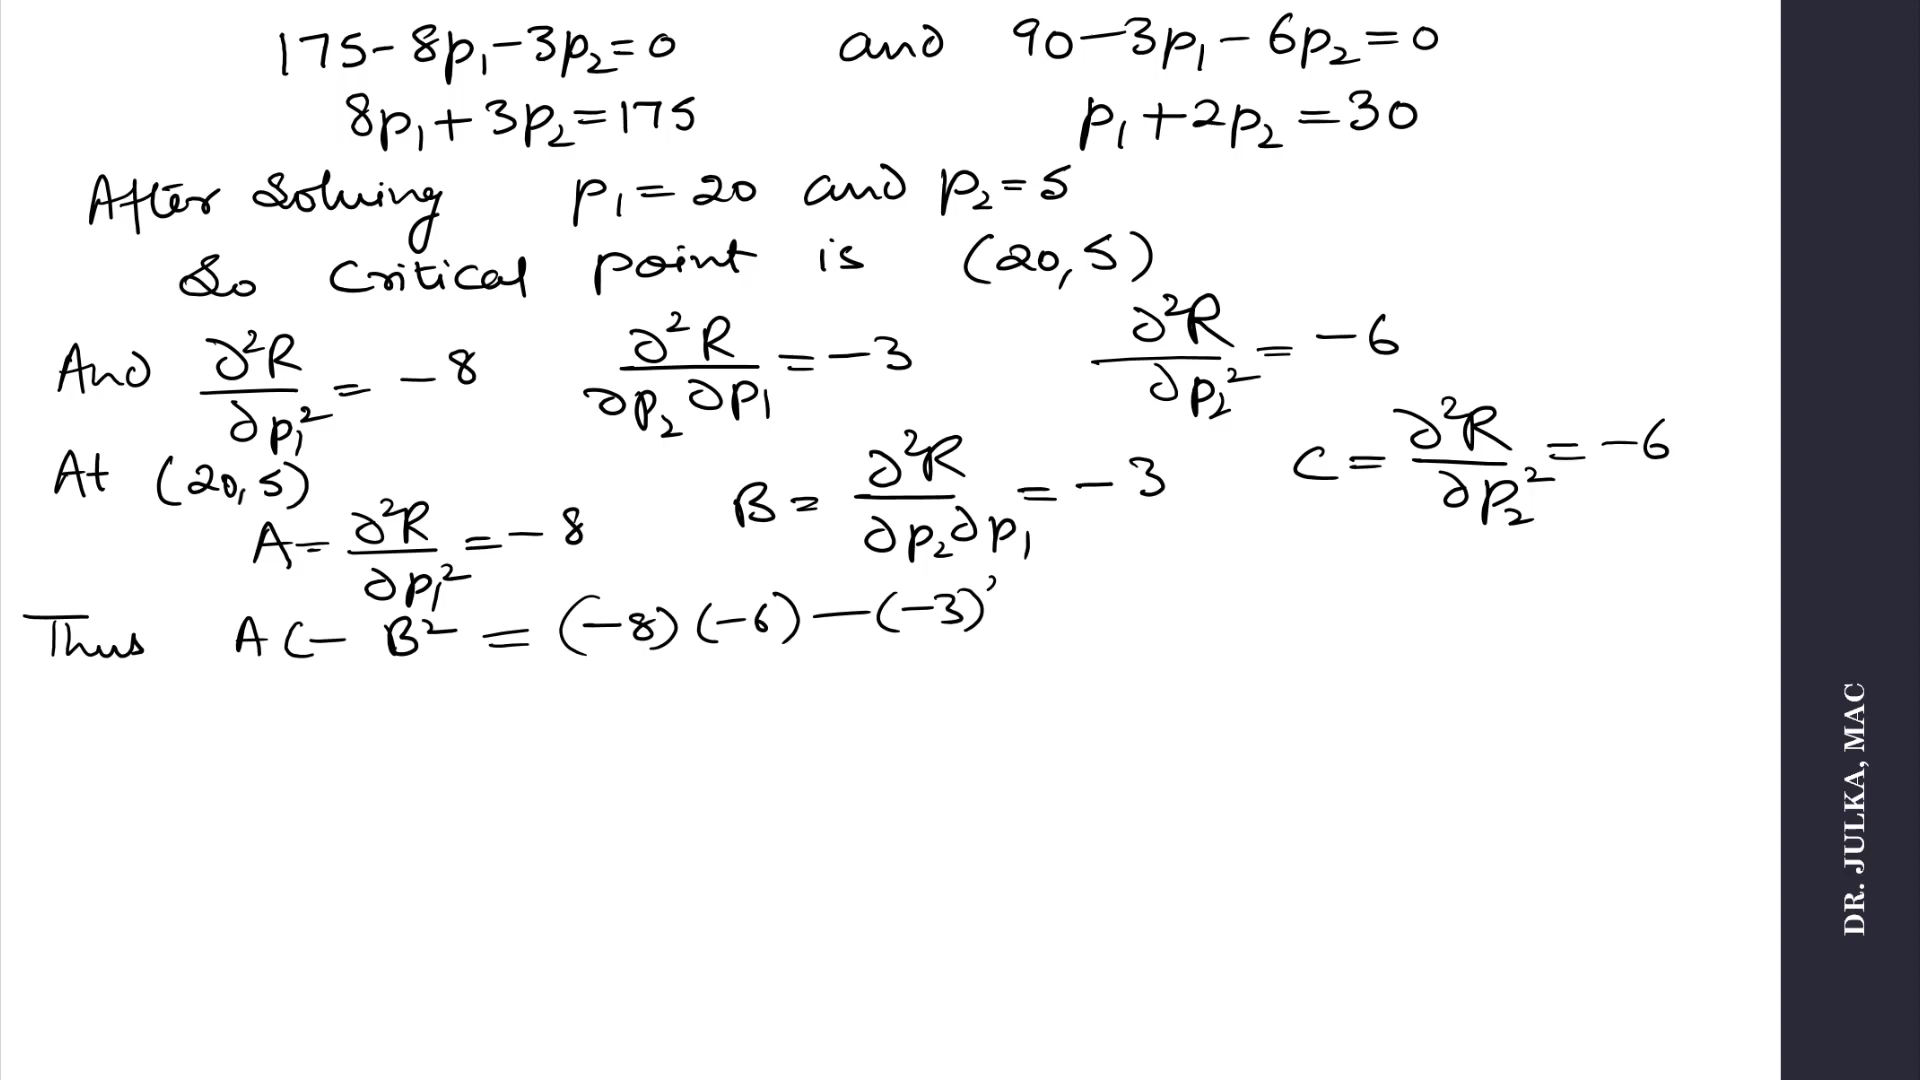 175-8p₁-3p₂=0 and 90-3p₁-6p₂=0
8p₁+3p₂=175 p₁+2p₂=30
After Solving p₁=20 and p₂=5
So Critical point is (20,5)
And ∂²R/∂p₁² = -8 ∂²R/∂p₂∂p₁ = -3 ∂²R/∂p₂² = -6
At (20,5)
A = ∂²R/∂p₁² = -8 B = ∂²R/∂p₂∂p₁ = -3 C = ∂²R/∂p₂² = -6
Thus AC-B² = (-8)(-6)-(-3)²
DR. JULKA, MAC